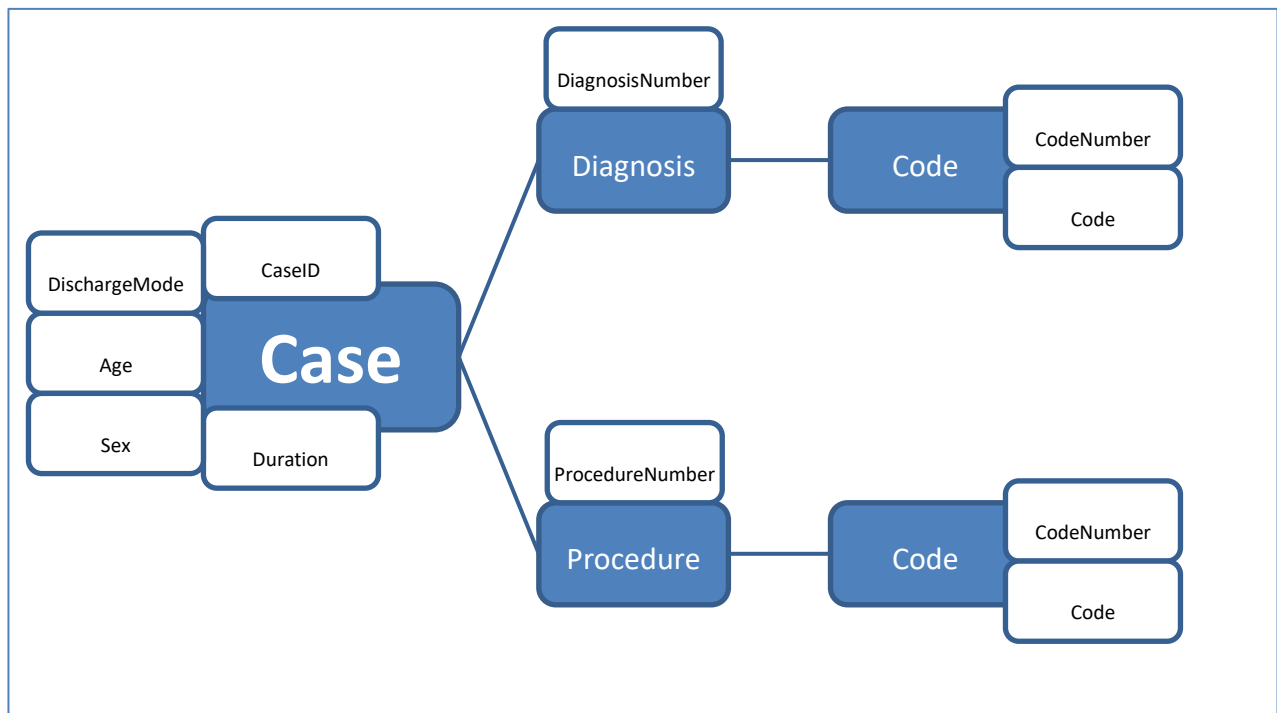 DiagnosisNumber
Diagnosis
Code
CodeNumber
Code
DischargeMode
CaseID
Age
Case
Sex
Duration
ProcedureNumber
Procedure
Code
CodeNumber
Code